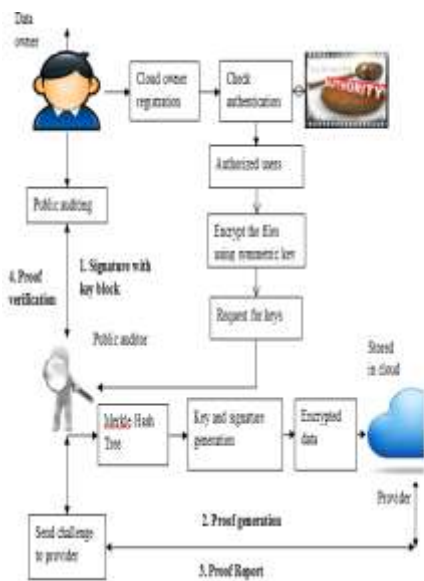 Data
owner
Cloud owner
registration
Check
authentication
AUTHORITY
Authorized users
Public auditing
Encrypt the files
using symmetric key
4. Proof
verification
1. Signature with
key block
Request for keys
Public auditor
Stored
in cloud
Merkle Hash
Tree
Key and signature
generation
Encrypted
data
Provider
Send challenge
to provider
2. Proof generation
3. Proof Report